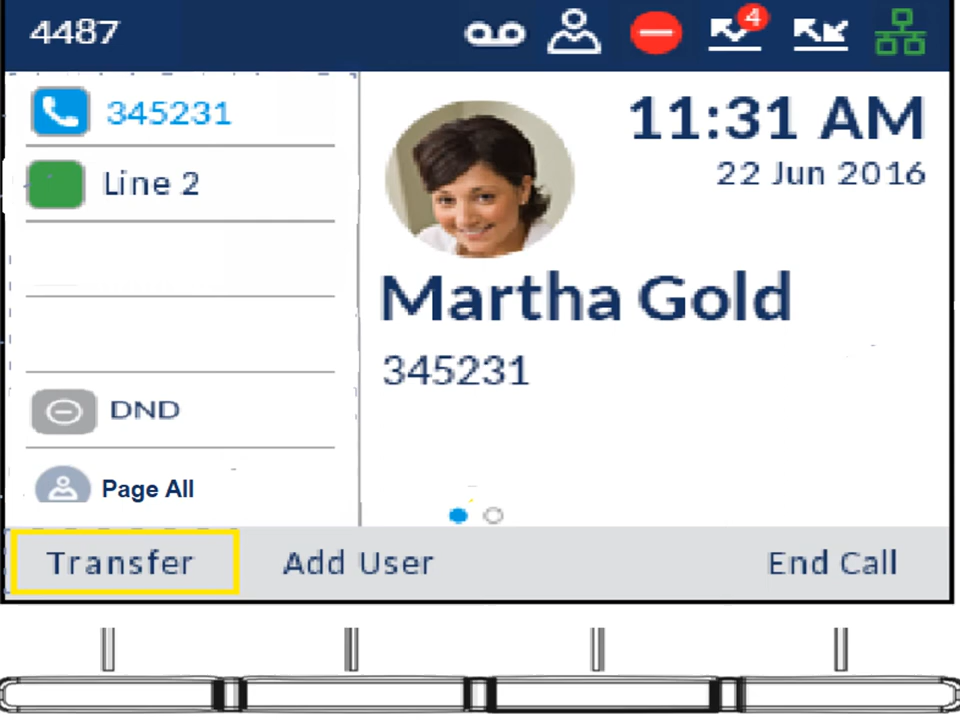 4487
4
345231
11:31 AM
22 Jun 2016
Line 2
Martha Gold
345231
DND
Page All
Transfer Add User End Call